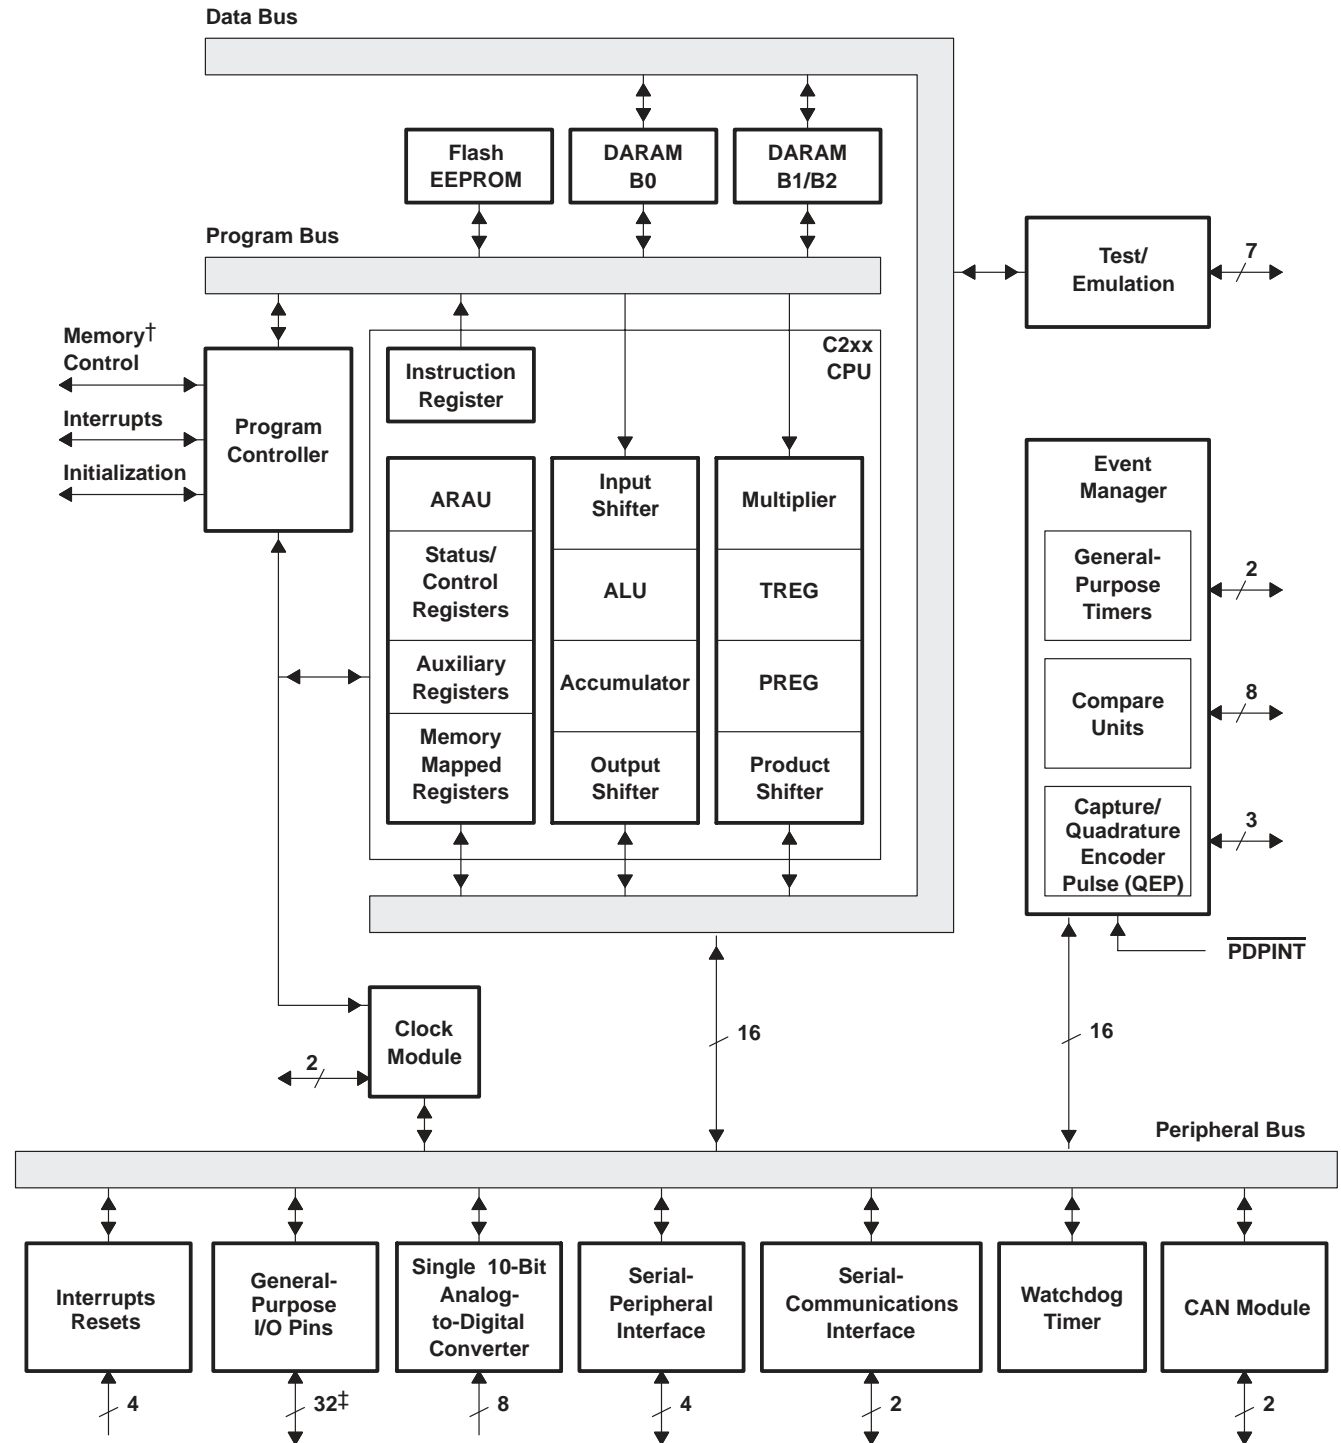 Data Bus
Flash
EEPROM
DARAM
B0
DARAM
B1/B2
Program Bus
Test/
Emulation
7
Memory†
Control
Interrupts
Initialization
Program
Controller
C2xx
CPU
Instruction
Register
ARAU
Status/
Control
Registers
Auxiliary
Registers
Memory
Mapped
Registers
Input
Shifter
ALU
Accumulator
Output
Shifter
Multiplier
TREG
PREG
Product
Shifter
Event
Manager
General-
Purpose
Timers
2
Compare
Units
8
Capture/
Quadrature
Encoder
Pulse (QEP)
3
PDPINT
Clock
Module
2
16
16
Peripheral Bus
Interrupts
Resets
4
General-
Purpose
I/O Pins
32‡
Single 10-Bit
Analog-
to-Digital
Converter
8
Serial-
Peripheral
Interface
4
Serial-
Communications
Interface
2
Watchdog
Timer
CAN Module
2